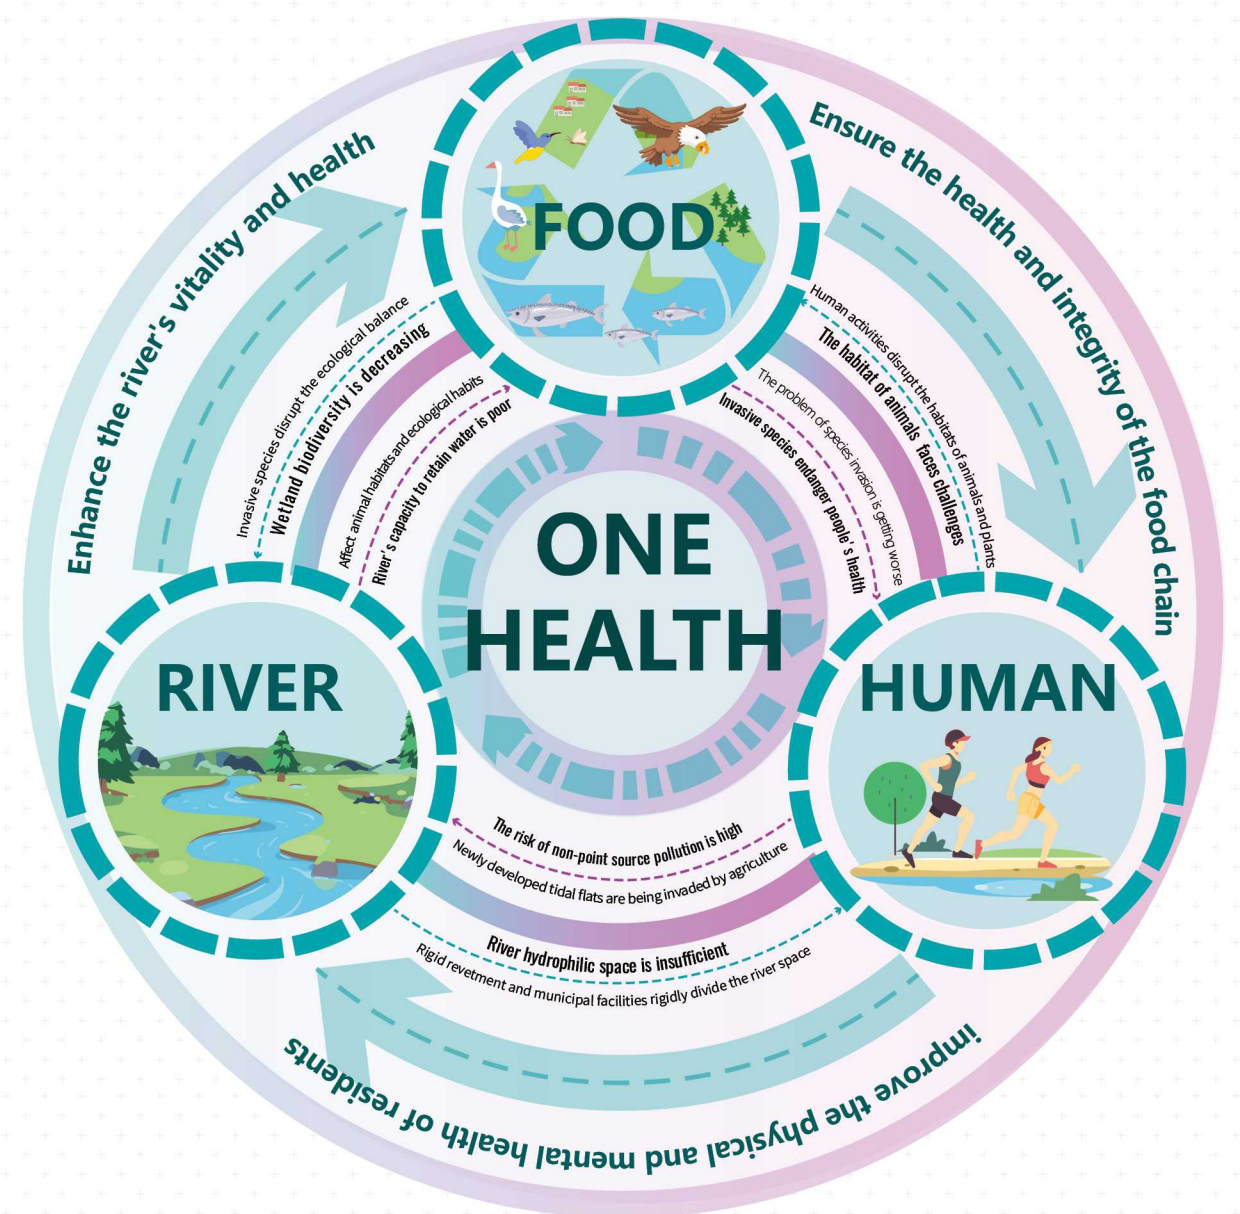 Enhance the river's vitality and health
Ensure the health and integrity of the food chain
improve the physical and mental health of residents
FOOD
Invasive species disrupt the ecological balance
Wetland biodiversity is decreasing
Affect animal habitats and ecological habits
River's capacity to retain water is poor
Human activities disrupt the habitats of animals and plants
The habitat of animals faces challenges
The problem of species invasion is getting worse
Invasive species endanger people's health
ONE
HEALTH
RIVER
HUMAN
The risk of non-point source pollution is high
Newly developed tidal flats are being invaded by agriculture
River hydrophilic space is insufficient
Rigid revetment and municipal facilities rigidly divide the river space